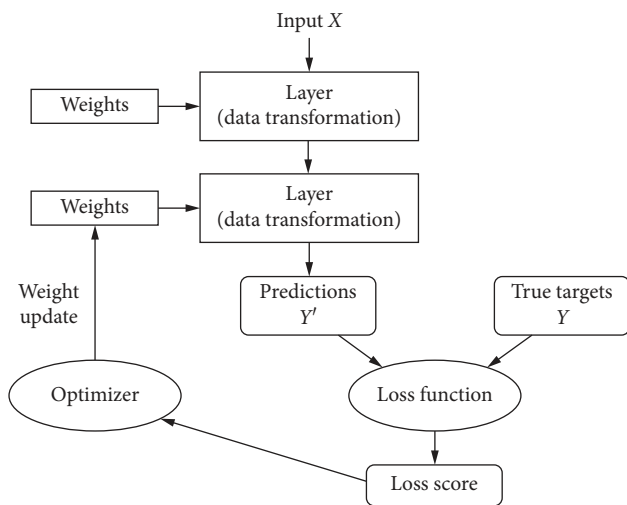 Input X
Weights
Layer
(data transformation)
Weights
Layer
(data transformation)
Weight
update
Predictions
Y′
True targets
Y
Optimizer
Loss function
Loss score